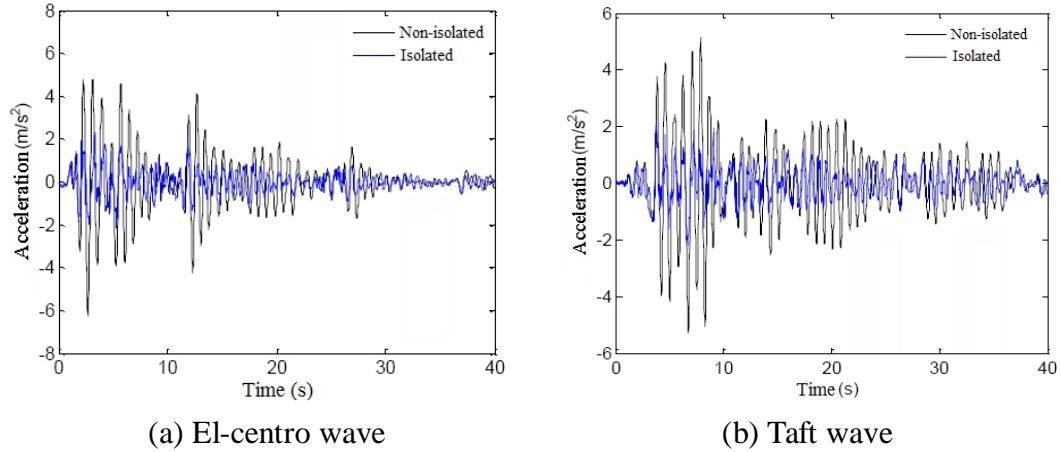 8
6
4
2
0
-2
-4
-6
-8
Acceleration (m/s²)
Non-isolated
Isolated
0 10 20 30 40
Time (s)
(a) El-centro wave
6
4
2
0
-2
-4
-6
Acceleration (m/s²)
Non-isolated
Isolated
0 10 20 30 40
Time (s)
(b) Taft wave